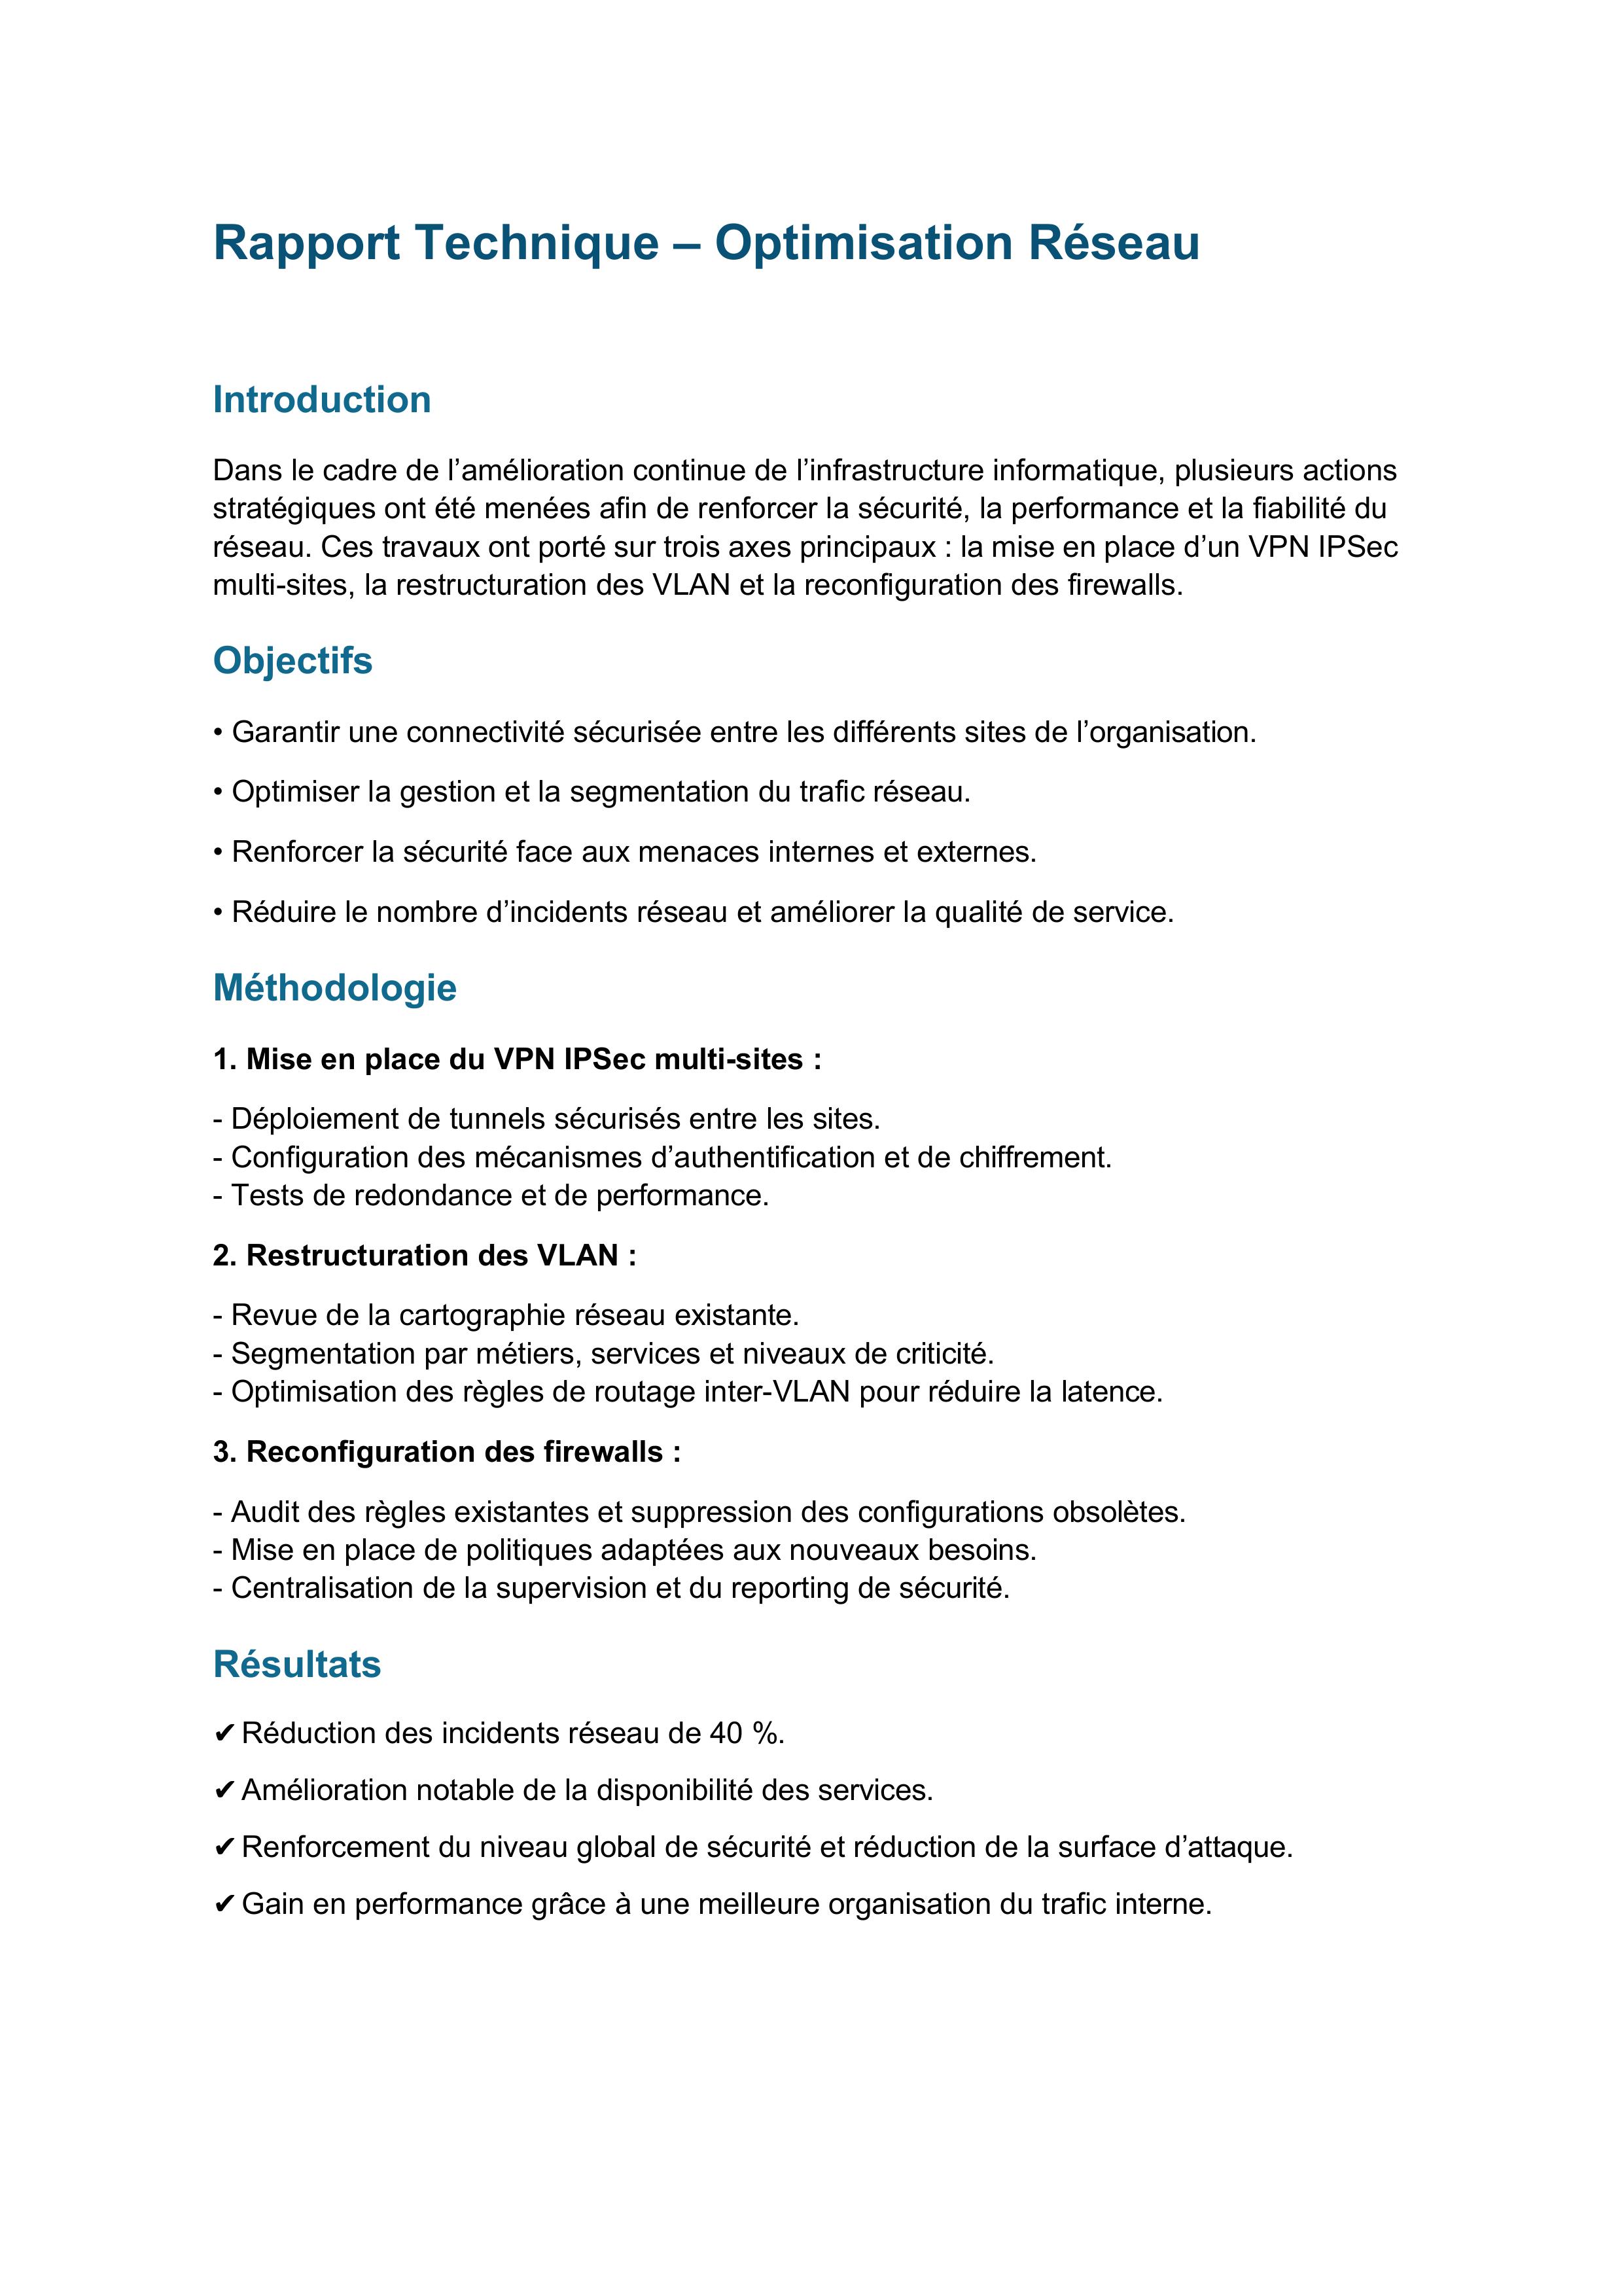 Rapport Technique – Optimisation Réseau
Introduction
Dans le cadre de l’amélioration continue de l’infrastructure informatique, plusieurs actions
stratégiques ont été menées afin de renforcer la sécurité, la performance et la fiabilité du
réseau. Ces travaux ont porté sur trois axes principaux : la mise en place d’un VPN IPSec
multi-sites, la restructuration des VLAN et la reconfiguration des firewalls.
Objectifs
• Garantir une connectivité sécurisée entre les différents sites de l’organisation.
• Optimiser la gestion et la segmentation du trafic réseau.
• Renforcer la sécurité face aux menaces internes et externes.
• Réduire le nombre d’incidents réseau et améliorer la qualité de service.
Méthodologie
1. Mise en place du VPN IPSec multi-sites :
- Déploiement de tunnels sécurisés entre les sites.
- Configuration des mécanismes d’authentification et de chiffrement.
- Tests de redondance et de performance.
2. Restructuration des VLAN :
- Revue de la cartographie réseau existante.
- Segmentation par métiers, services et niveaux de criticité.
- Optimisation des règles de routage inter-VLAN pour réduire la latence.
3. Reconfiguration des firewalls :
- Audit des règles existantes et suppression des configurations obsolètes.
- Mise en place de politiques adaptées aux nouveaux besoins.
- Centralisation de la supervision et du reporting de sécurité.
Résultats
✔ Réduction des incidents réseau de 40 %.
✔ Amélioration notable de la disponibilité des services.
✔ Renforcement du niveau global de sécurité et réduction de la surface d’attaque.
✔ Gain en performance grâce à une meilleure organisation du trafic interne.